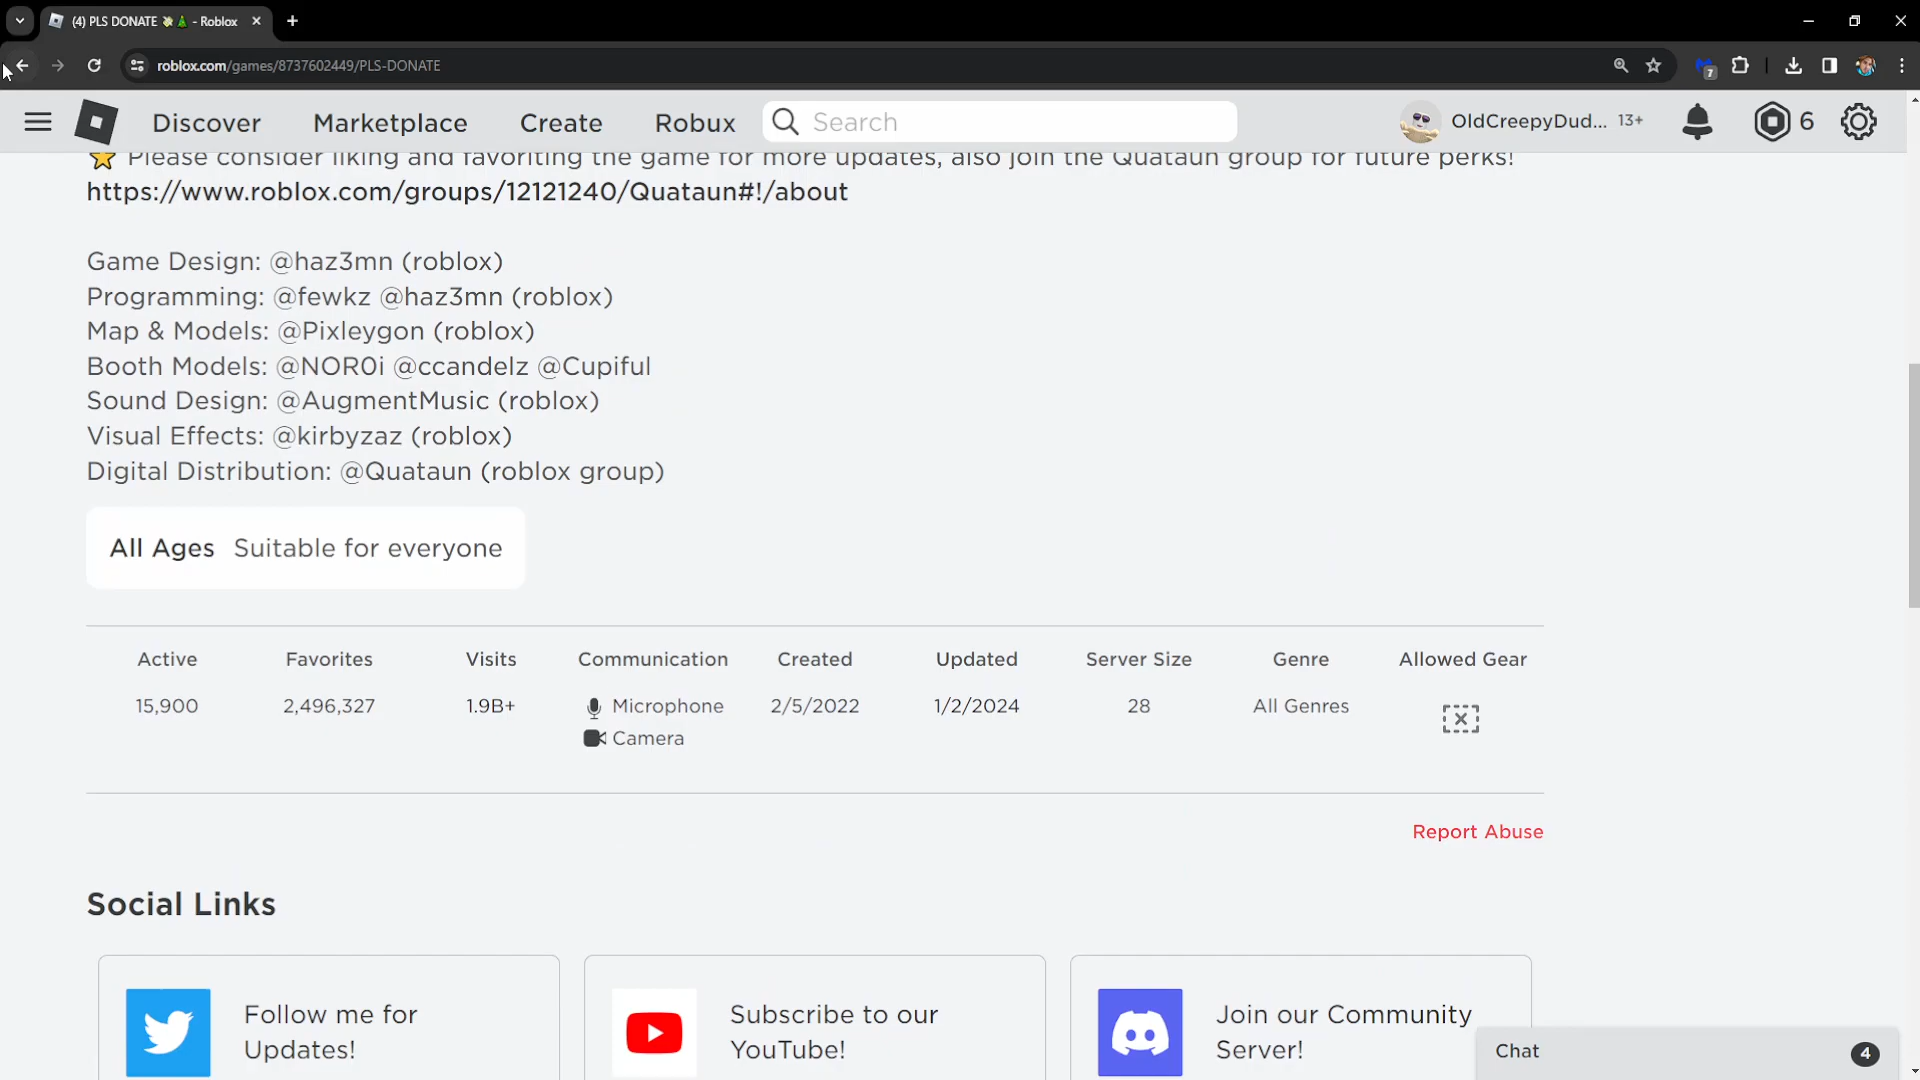 (4) PLS DONATE 💸🎄 - Roblox
roblox.com/games/8737602449/PLS-DONATE
7
Discover
Marketplace
Create
Robux
Search
OldCreepyDud... 13+
6
⭐ Please consider liking and favoriting the game for more updates, also join the Quataun group for future perks!
https://www.roblox.com/groups/12121240/Quataun#!/about
Game Design: @haz3mn (roblox)
Programming: @fewkz @haz3mn (roblox)
Map & Models: @Pixleygon (roblox)
Booth Models: @NOR0i @ccandelz @Cupiful
Sound Design: @AugmentMusic (roblox)
Visual Effects: @kirbyzaz (roblox)
Digital Distribution: @Quataun (roblox group)
All Ages Suitable for everyone
Active Favorites Visits Communication Created Updated Server Size Genre Allowed Gear
15,900 2,496,327 1.9B+ Microphone 2/5/2022 1/2/2024 28 All Genres
Camera
Report Abuse
Social Links
Follow me for
Updates!
Subscribe to our
YouTube!
Join our Community
Server!
Chat 4